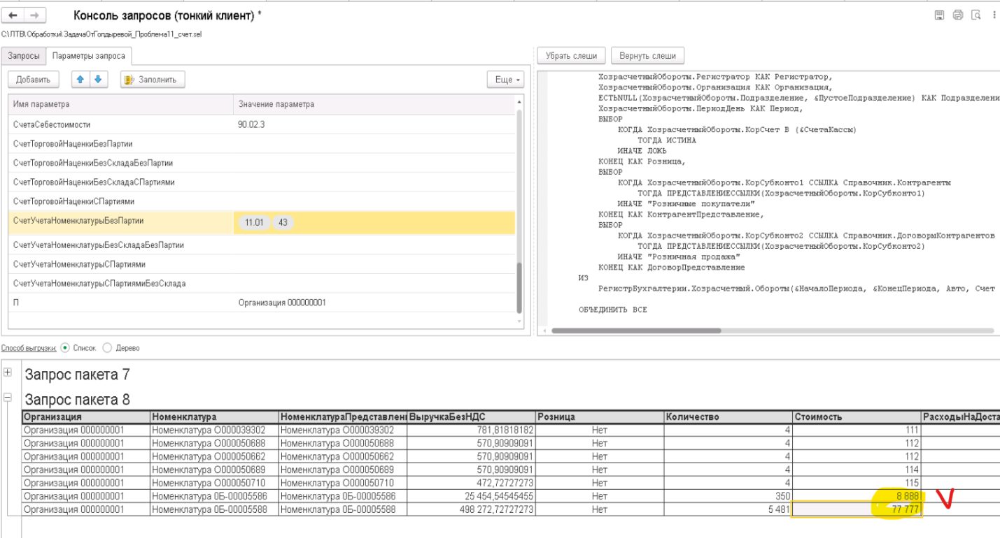 Консоль запросов (тонкий клиент) *
C:\ЛТВ\Обработки\ЗадачаОтГолдыревой_Проблема11_счет.sel
Запросы Параметры запроса
Добавить Заполнить Еще
Имя параметра Значение параметра
СчетаСебестоимости 90.02.3
СчетТорговойНаценкиБезПартии
СчетТорговойНаценкиБезСкладаБезПартии
СчетТорговойНаценкиБезСкладаСПартиями
СчетТорговойНаценкиСПартиями
СчетУчетаНоменклатурыБезПартии 11.01 43
СчетУчетаНоменклатурыБезСкладаБезПартии
СчетУчетаНоменклатурыСПартиями
СчетУчетаНоменклатурыСПартиямиБезСклада
П Организация 000000001
Убрать слеши Вернуть слеши
ХозрасчетныйОбороты.Регистратор КАК Регистратор,
ХозрасчетныйОбороты.Организация КАК Организация,
ЕСТЬNULL(ХозрасчетныйОбороты.Подразделение, &ПустоеПодразделение) КАК Подразделени
ХозрасчетныйОбороты.ПериодДень КАК Период,
ВЫБОР
КОГДА ХозрасчетныйОбороты.КорСчет В (&СчетаКассы)
ТОГДА ИСТИНА
ИНАЧЕ ЛОЖЬ
КОНЕЦ КАК Розница,
ВЫБОР
КОГДА ХозрасчетныйОбороты.КорСубконто1 ССЫЛКА Справочник.Контрагенты
ТОГДА ПРЕДСТАВЛЕНИЕССЫЛКИ(ХозрасчетныйОбороты.КорСубконто1)
ИНАЧЕ "Розничные покупатели"
КОНЕЦ КАК КонтрагентПредставление,
ВЫБОР
КОГДА ХозрасчетныйОбороты.КорСубконто2 ССЫЛКА Справочник.ДоговорыКонтрагентов
ТОГДА ПРЕДСТАВЛЕНИЕССЫЛКИ(ХозрасчетныйОбороты.КорСубконто2)
ИНАЧЕ "Розничная продажа"
КОНЕЦ КАК ДоговорПредставление
ИЗ
РегистрБухгалтерии.Хозрасчетный.Обороты(&НачалоПериода, &КонецПериода, Авто, Счет
ОБЪЕДИНИТЬ ВСЕ
Способ выгрузки: Список Дерево
Запрос пакета 7
Запрос пакета 8
Организация Номенклатура НоменклатураПредставлени ВыручкаБезНДС Розница Количество Стоимость РасходыНаДоста
Организация 000000001 Номенклатура О000039302 Номенклатура О000039302 781,81818182 Нет 4 111
Организация 000000001 Номенклатура О000050688 Номенклатура О000050688 570,90909091 Нет 4 112
Организация 000000001 Номенклатура О000050662 Номенклатура О000050662 570,90909091 Нет 4 112
Организация 000000001 Номенклатура О000050689 Номенклатура О000050689 570,90909091 Нет 4 114
Организация 000000001 Номенклатура О000050710 Номенклатура О000050710 472,72727273 Нет 4 115
Организация 000000001 Номенклатура 0Б-00005586 Номенклатура 0Б-00005586 25 454,54545455 Нет 350 8 888
Организация 000000001 Номенклатура 0Б-00005588 Номенклатура 0Б-00005588 498 272,72727273 Нет 5 481 77 777